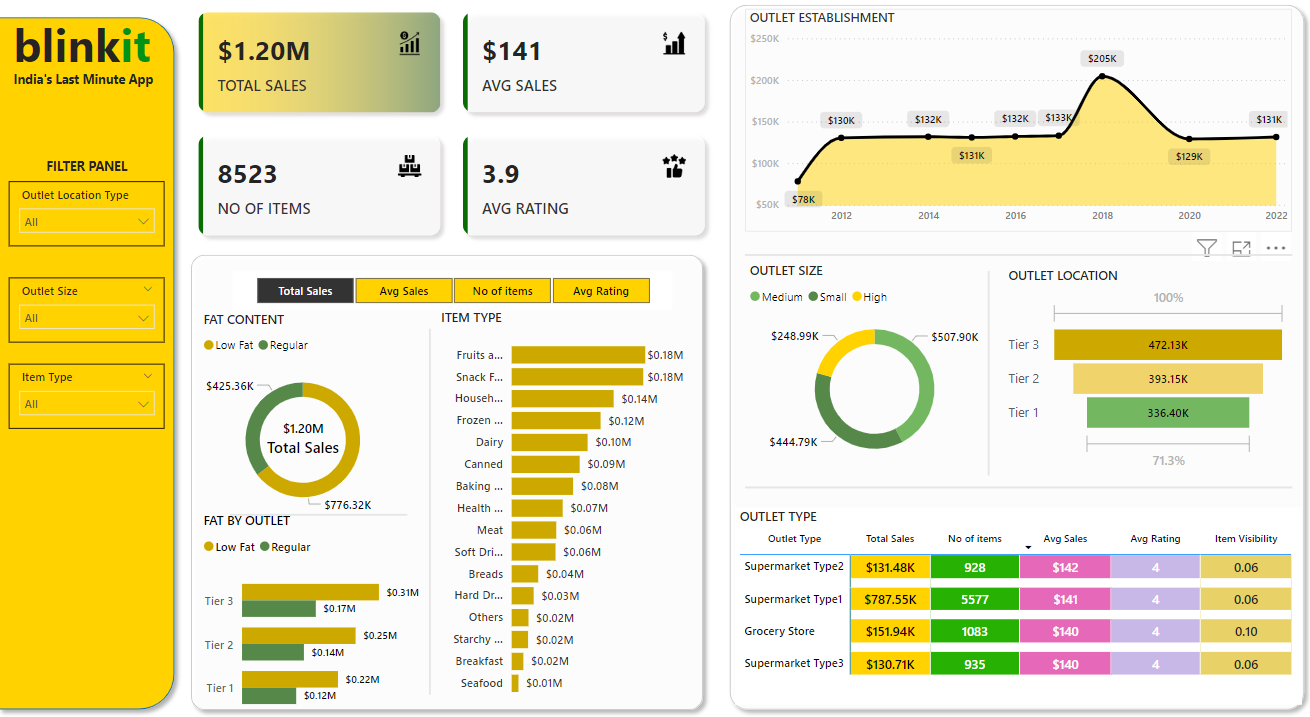 blinkit
India's Last Minute App
FILTER PANEL
Outlet Location Type
All
Outlet Size
All
Item Type
All
$1.20M
TOTAL SALES
$141
AVG SALES
8523
NO OF ITEMS
3.9
AVG RATING
Total Sales Avg Sales No of items Avg Rating
FAT CONTENT
Low Fat Regular
$425.36K
$1.20M
Total Sales
$776.32K
FAT BY OUTLET
Low Fat Regular
Tier 3 $0.31M
$0.17M
Tier 2 $0.25M
$0.14M
Tier 1 $0.22M
$0.12M
ITEM TYPE
Fruits a... $0.18M
Snack F... $0.18M
Househ... $0.14M
Frozen ... $0.12M
Dairy $0.10M
Canned $0.09M
Baking ... $0.08M
Health ... $0.07M
Meat $0.06M
Soft Dri... $0.06M
Breads $0.04M
Hard Dr... $0.03M
Others $0.02M
Starchy ... $0.02M
Breakfast $0.02M
Seafood $0.01M
OUTLET ESTABLISHMENT
$250K
$200K
$150K
$100K
$50K
$78K $130K $132K $131K $132K $133K $205K $129K $131K
2012 2014 2016 2018 2020 2022
OUTLET SIZE
Medium Small High
$248.99K $507.90K
$444.79K
OUTLET LOCATION
100%
Tier 3 472.13K
Tier 2 393.15K
Tier 1 336.40K
71.3%
OUTLET TYPE
Outlet Type Total Sales No of items Avg Sales Avg Rating Item Visibility
Supermarket Type2 $131.48K 928 $142 4 0.06
Supermarket Type1 $787.55K 5577 $141 4 0.06
Grocery Store $151.94K 1083 $140 4 0.10
Supermarket Type3 $130.71K 935 $140 4 0.06